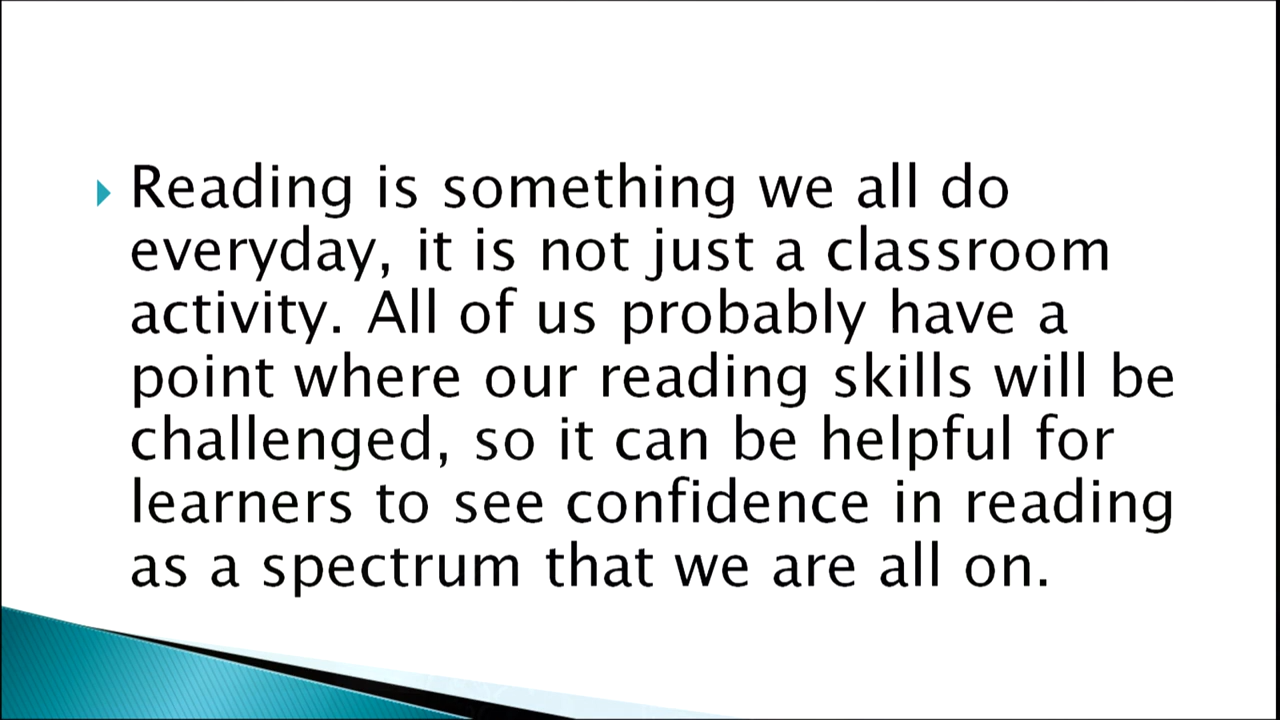 Reading is something we all do
everyday, it is not just a classroom
activity. All of us probably have a
point where our reading skills will be
challenged, so it can be helpful for
learners to see confidence in reading
as a spectrum that we are all on.